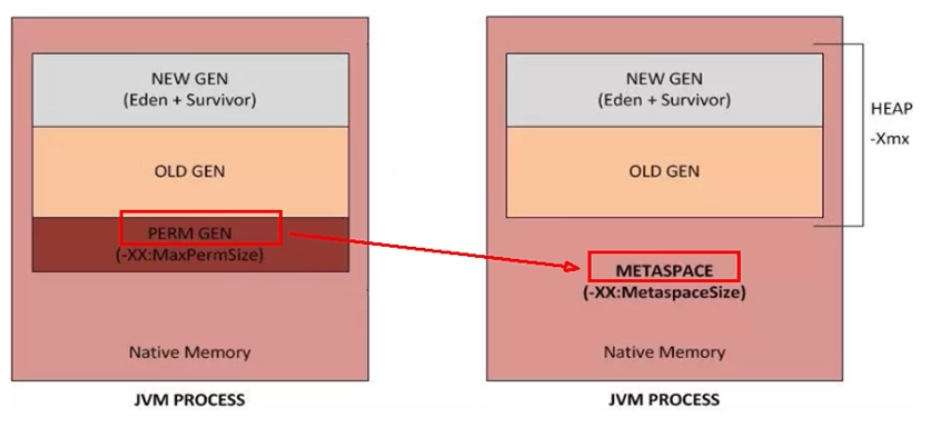 NEW GEN
(Eden + Survivor)
OLD GEN
PERM GEN
(-XX:MaxPermSize)
Native Memory
JVM PROCESS
NEW GEN
(Eden + Survivor)
OLD GEN
HEAP
-Xmx
METASPACE
(-XX:MetaspaceSize)
Native Memory
JVM PROCESS